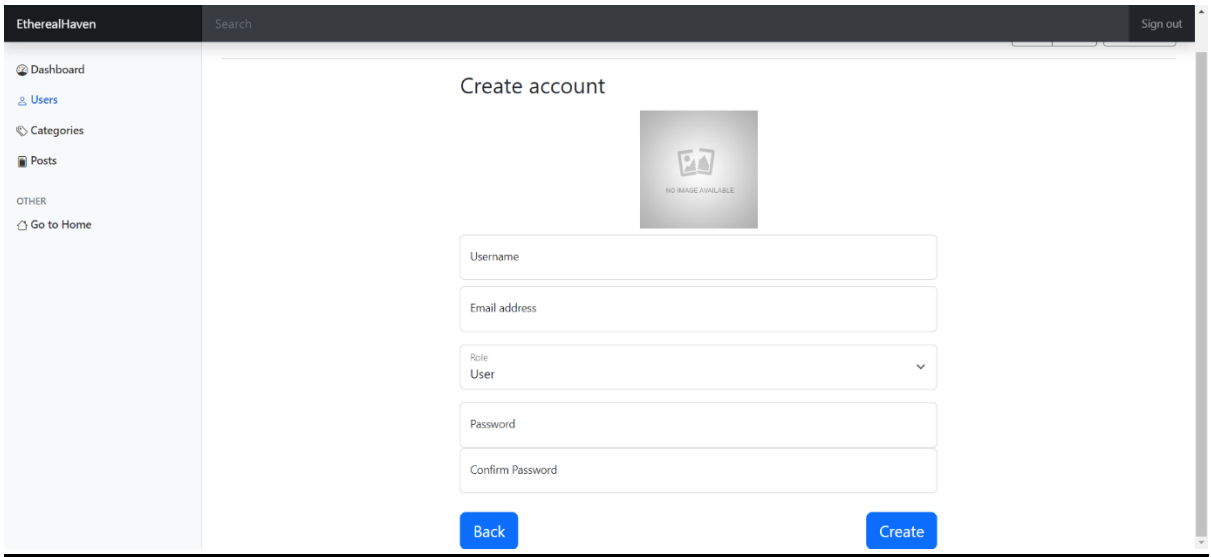 EtherealHaven
Search
Sign out
Dashboard
Users
Categories
Posts
OTHER
Go to Home
Create account
NO IMAGE AVAILABLE
Username
Email address
Role
User
Password
Confirm Password
Back
Create